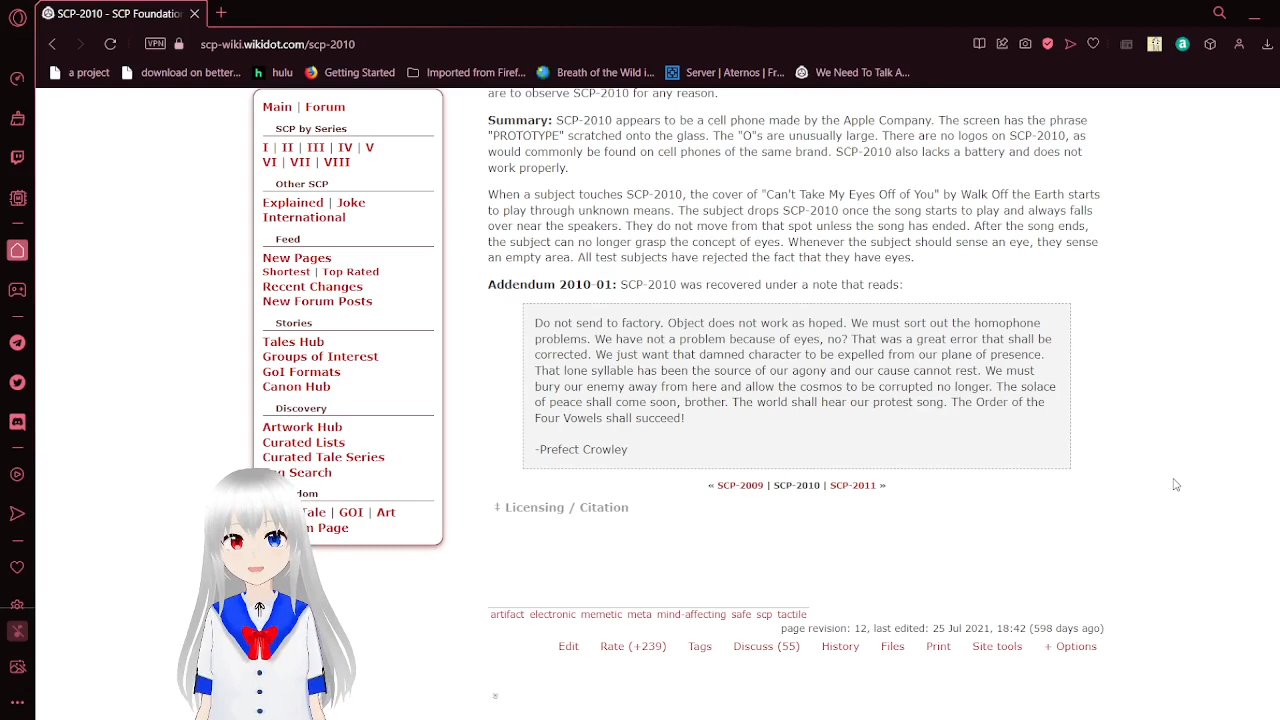 SCP-2010 - SCP Foundation
VPN
scp-wiki.wikidot.com/scp-2010
a project
download on better...
hulu
Getting Started
Imported from Firef...
Breath of the Wild i...
Server | Aternos | Fr...
We Need To Talk A...
Main | Forum
SCP by Series
I | II | III | IV | V
VI | VII | VIII
Other SCP
Explained | Joke
International
Feed
New Pages
Shortest | Top Rated
Recent Changes
New Forum Posts
Stories
Tales Hub
Groups of Interest
GoI Formats
Canon Hub
Discovery
Artwork Hub
Curated Lists
Curated Tale Series
Search
Tale | GOI | Art
Page
are to observe SCP-2010 for any reason.
Summary: SCP-2010 appears to be a cell phone made by the Apple Company. The screen has the phrase
"PROTOTYPE" scratched onto the glass. The "O"s are unusually large. There are no logos on SCP-2010, as
would commonly be found on cell phones of the same brand. SCP-2010 also lacks a battery and does not
work properly.
When a subject touches SCP-2010, the cover of "Can't Take My Eyes Off of You" by Walk Off the Earth starts
to play through unknown means. The subject drops SCP-2010 once the song starts to play and always falls
over near the speakers. They do not move from that spot unless the song has ended. After the song ends,
the subject can no longer grasp the concept of eyes. Whenever the subject should sense an eye, they sense
an empty area. All test subjects have rejected the fact that they have eyes.
Addendum 2010-01: SCP-2010 was recovered under a note that reads:
Do not send to factory. Object does not work as hoped. We must sort out the homophone
problems. We have not a problem because of eyes, no? That was a great error that shall be
corrected. We just want that damned character to be expelled from our plane of presence.
That lone syllable has been the source of our agony and our cause cannot rest. We must
bury our enemy away from here and allow the cosmos to be corrupted no longer. The solace
of peace shall come soon, brother. The world shall hear our protest song. The Order of the
Four Vowels shall succeed!
-Prefect Crowley
« SCP-2009 | SCP-2010 | SCP-2011 »
‡ Licensing / Citation
artifact electronic memetic meta mind-affecting safe scp tactile
page revision: 12, last edited: 25 Jul 2021, 18:42 (598 days ago)
Edit Rate (+239) Tags Discuss (55) History Files Print Site tools + Options